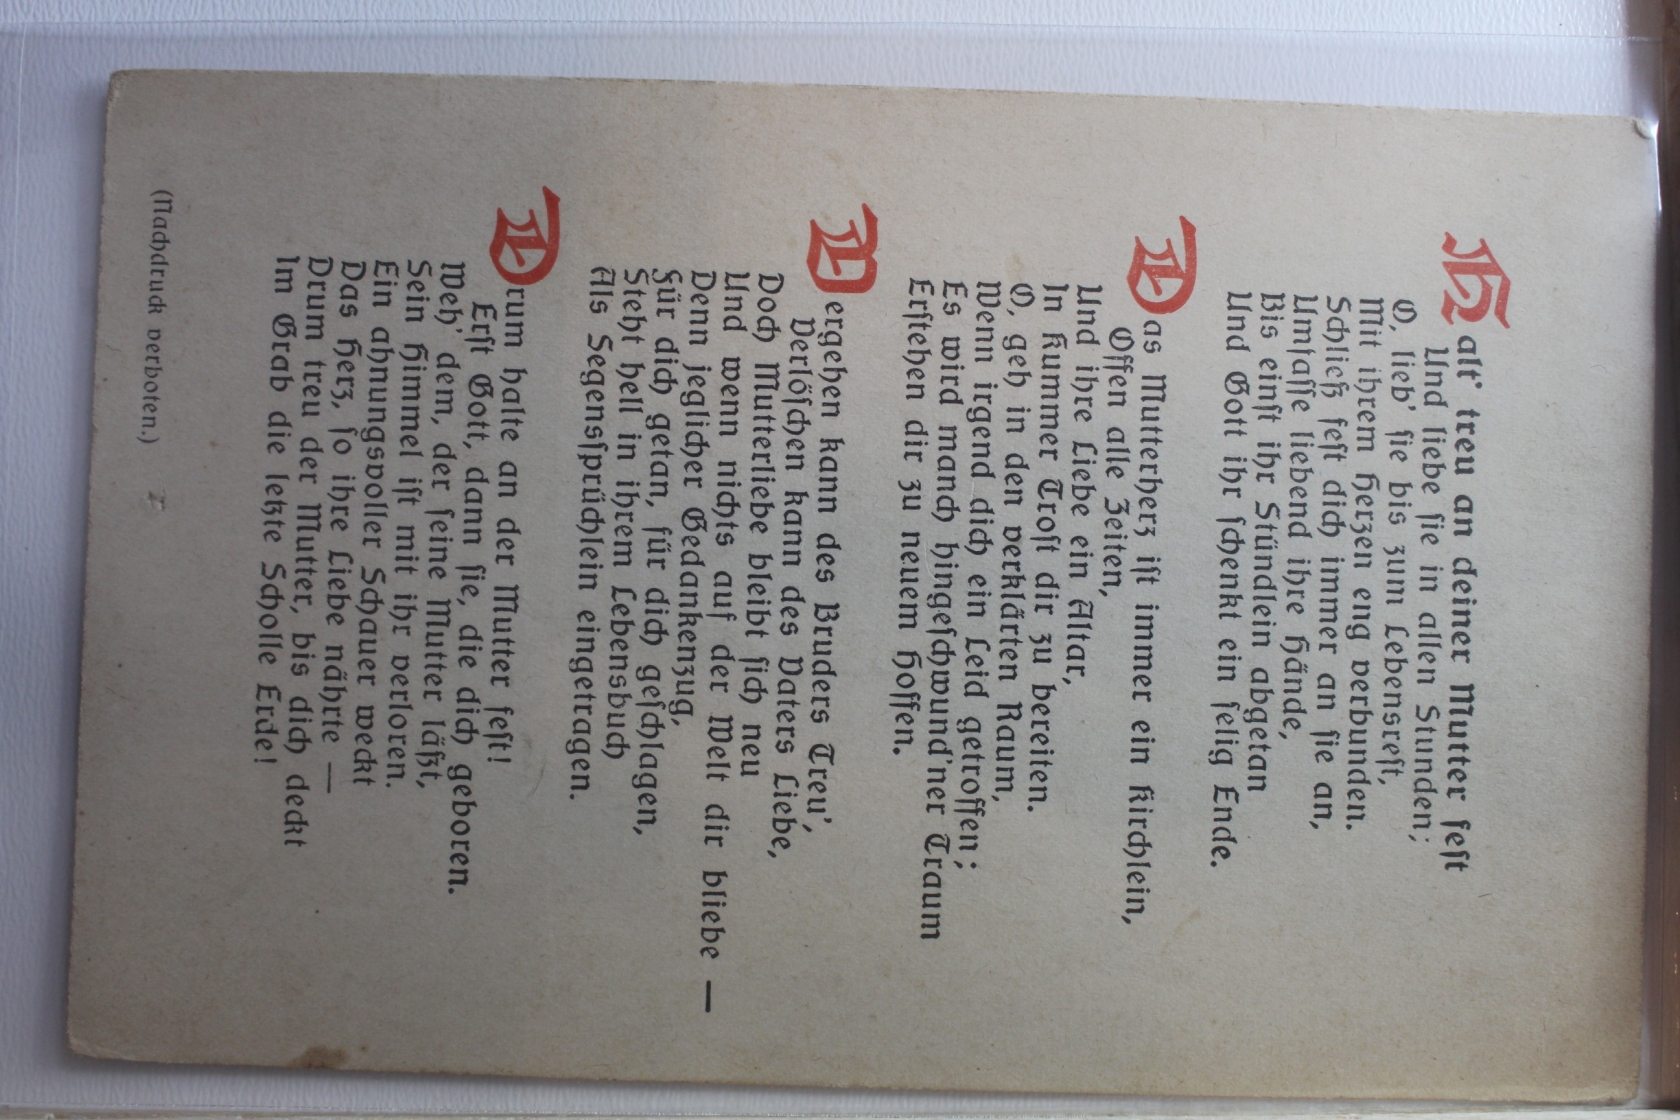 Halt' treu an deiner Mutter fest
Und liebe sie in allen Stunden;
O, lieb' sie bis zum Lebensrest,
Mit ihrem Herzen eng verbunden.
Schließ fest dich immer an sie an,
Umfasse liebend ihre Hände,
Bis einst ihr Stündlein abgetan
Und Gott ihr schenkt ein selig Ende.
Das Mutterherz ist immer ein Kirchlein,
Offen alle Zeiten,
Und ihre Liebe ein Altar,
In Kummer Trost dir zu bereiten.
O, geh in den verklärten Raum,
Wenn irgend dich ein Leid getroffen;
Es wird manch hingeschwund'ner Traum
Erstehen dir zu neuem Hoffen.
Vergehen kann des Bruders Treu',
Verlöschen kann des Vaters Liebe,
Doch Mutterliebe bleibt sich neu
Und wenn nichts auf der Welt dir bliebe —
Denn jeglicher Gedankenzug,
Für dich getan, für dich geschlagen,
Steht hell in ihrem Lebensbuch
Als Segenssprüchlein eingetragen.
Drum halte an der Mutter fest!
Erst Gott, dann sie, die dich geboren.
Weh' dem, der seine Mutter läßt,
Sein Himmel ist mit ihr verloren.
Ein ahnungsvoller Schauer weckt
Das Herz, so ihre Liebe nährte —
Drum treu der Mutter, bis dich deckt
Im Grab die letzte Scholle Erde!
(Nachdruck verboten.)